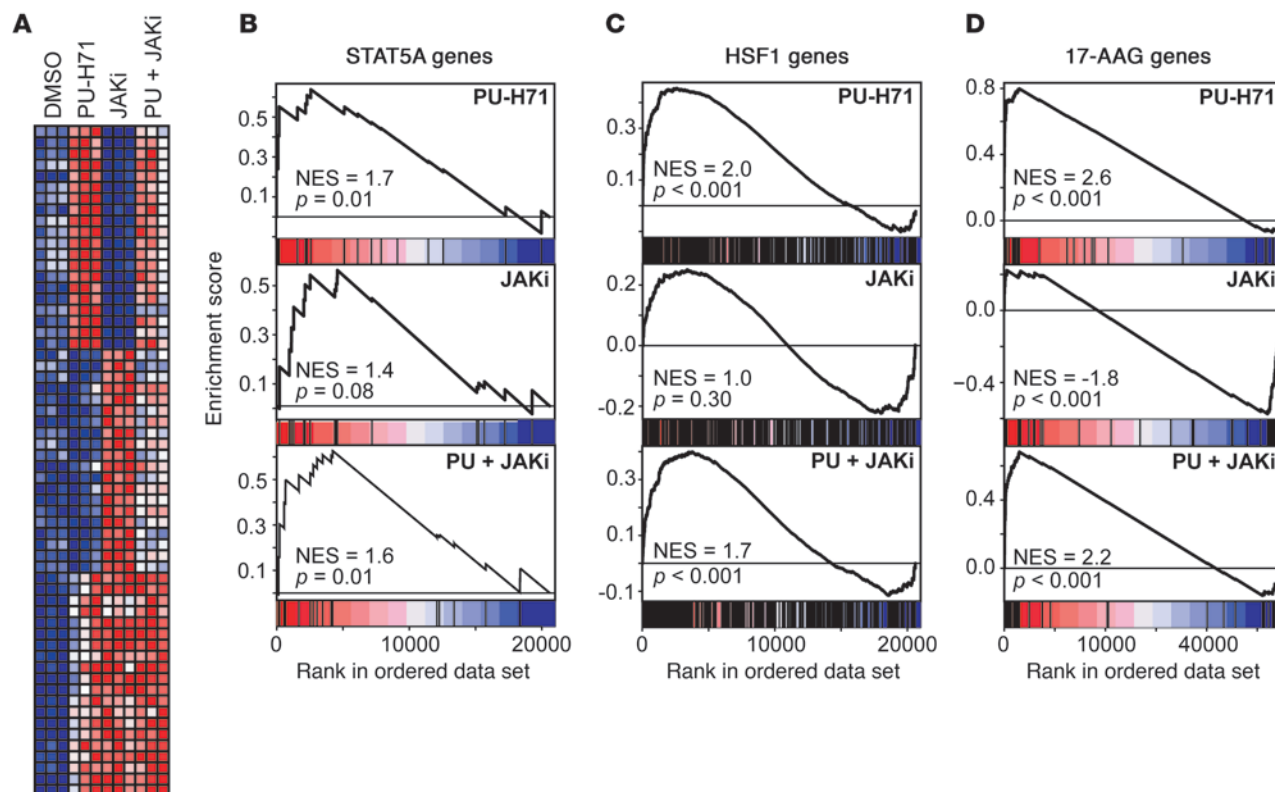 A
DMSO
PU-H71
JAKi
PU + JAKi
B
STAT5A genes
Enrichment score
PU-H71
0.5
0.3
0.1
NES = 1.7
p = 0.01
JAKi
0.5
0.3
0.1
NES = 1.4
p = 0.08
PU + JAKi
0.5
0.3
0.1
NES = 1.6
p = 0.01
0 10000 20000
Rank in ordered data set
C
HSF1 genes
PU-H71
0.3
0.1
NES = 2.0
p < 0.001
JAKi
0.2
0.0
-0.2
NES = 1.0
p = 0.30
PU + JAKi
0.3
0.1
-0.1
NES = 1.7
p < 0.001
0 10000 20000
Rank in ordered data set
D
17-AAG genes
PU-H71
0.8
0.4
0.0
NES = 2.6
p < 0.001
JAKi
0.0
−0.4
NES = -1.8
p < 0.001
PU + JAKi
0.4
0.0
NES = 2.2
p < 0.001
0 10000 40000
Rank in ordered data set